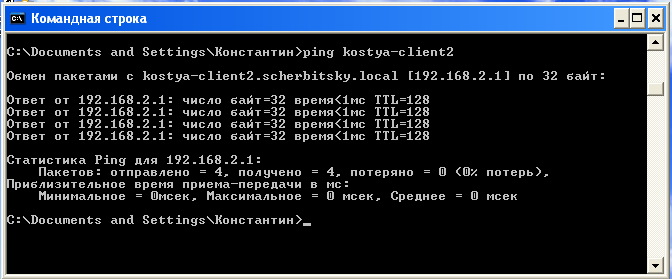 Командная строка
C:\Documents and Settings\Константин>ping kostya-client2
Обмен пакетами с kostya-client2.scherbitsky.local [192.168.2.1] по 32 байт:
Ответ от 192.168.2.1: число байт=32 время<1мс TTL=128
Ответ от 192.168.2.1: число байт=32 время<1мс TTL=128
Ответ от 192.168.2.1: число байт=32 время<1мс TTL=128
Ответ от 192.168.2.1: число байт=32 время<1мс TTL=128
Статистика Ping для 192.168.2.1:
    Пакетов: отправлено = 4, получено = 4, потеряно = 0 (0% потерь),
Приблизительное время приема-передачи в мс:
    Минимальное = 0мсек, Максимальное = 0 мсек, Среднее = 0 мсек
C:\Documents and Settings\Константин>_